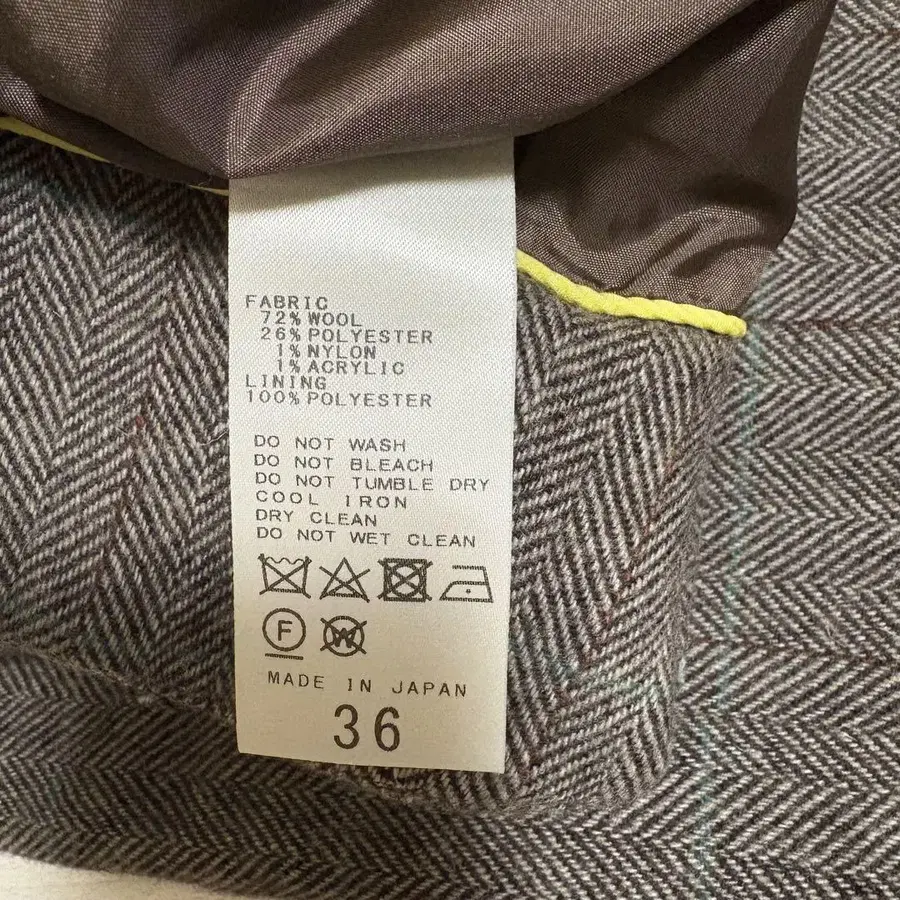 FABRIC
72% WOOL
26% POLYESTER
1% NYLON
1% ACRYLIC
LINING
100% POLYESTER
DO NOT WASH
DO NOT BLEACH
DO NOT TUMBLE DRY
COOL IRON
DRY CLEAN
DO NOT WET CLEAN
F W
MADE IN JAPAN
36